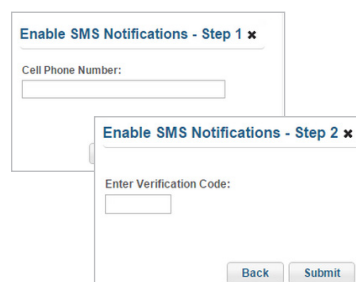 Enable SMS Notifications - Step 1 ×
Cell Phone Number:
Enable SMS Notifications - Step 2 ×
Enter Verification Code:
Back Submit